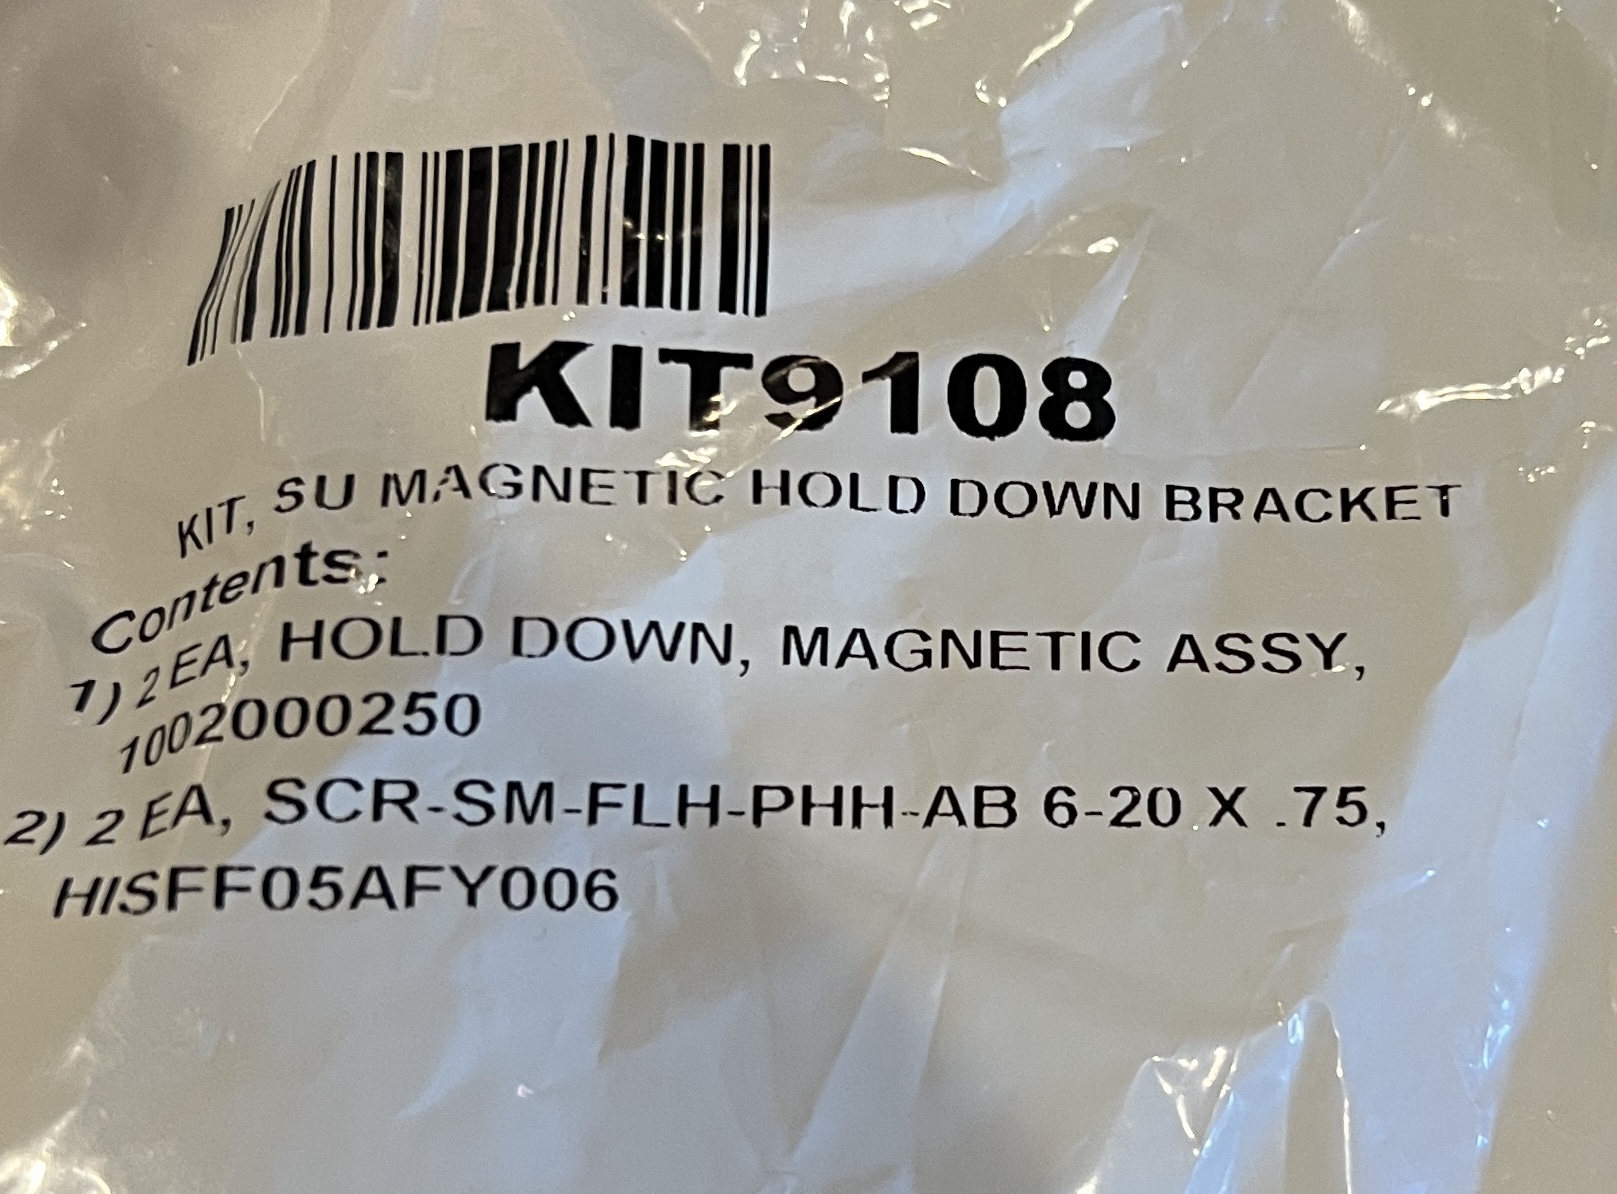 KIT9108
KIT, SU MAGNETIC HOLD DOWN BRACKET
Contents:
1) 2 EA, HOLD DOWN, MAGNETIC ASSY,
1002000250
2) 2 EA, SCR-SM-FLH-PHH-AB 6-20 X .75,
HISFF05AFY006